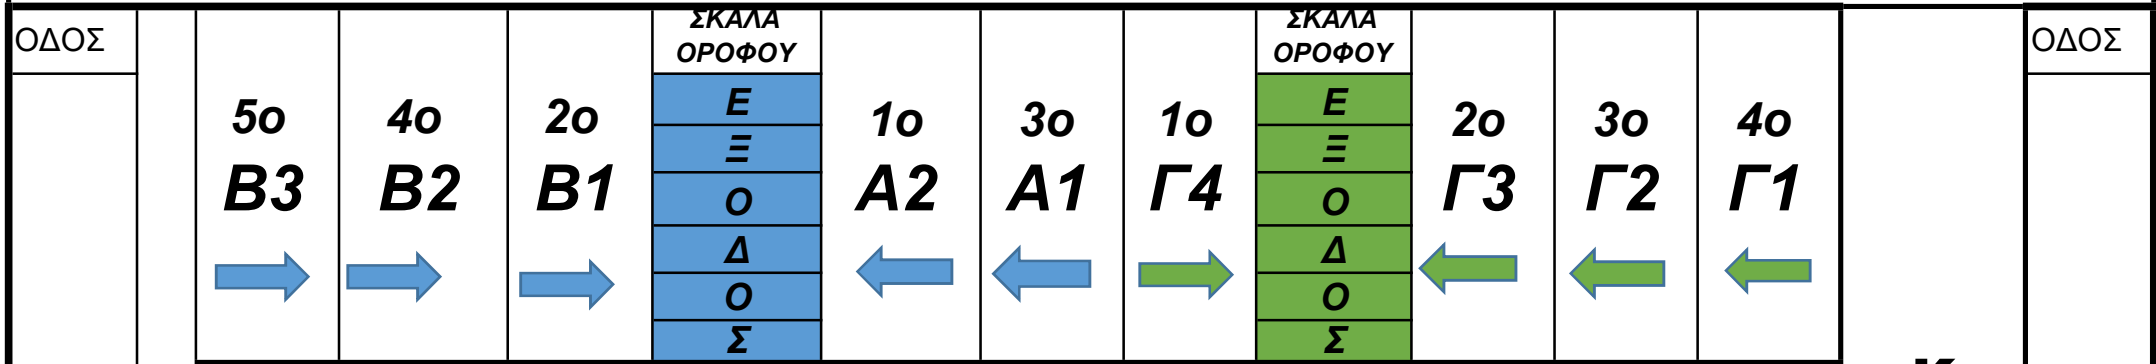 ΟΔΟΣ
5ο
Β3
4ο
Β2
2ο
Β1
ΣΚΑΛΑ
ΟΡΟΦΟΥ
Ε
Ξ
Ο
Δ
Ο
Σ
1ο
Α2
3ο
Α1
1ο
Γ4
ΣΚΑΛΑ
ΟΡΟΦΟΥ
Ε
Ξ
Ο
Δ
Ο
Σ
2ο
Γ3
3ο
Γ2
4ο
Γ1
ΟΔΟΣ